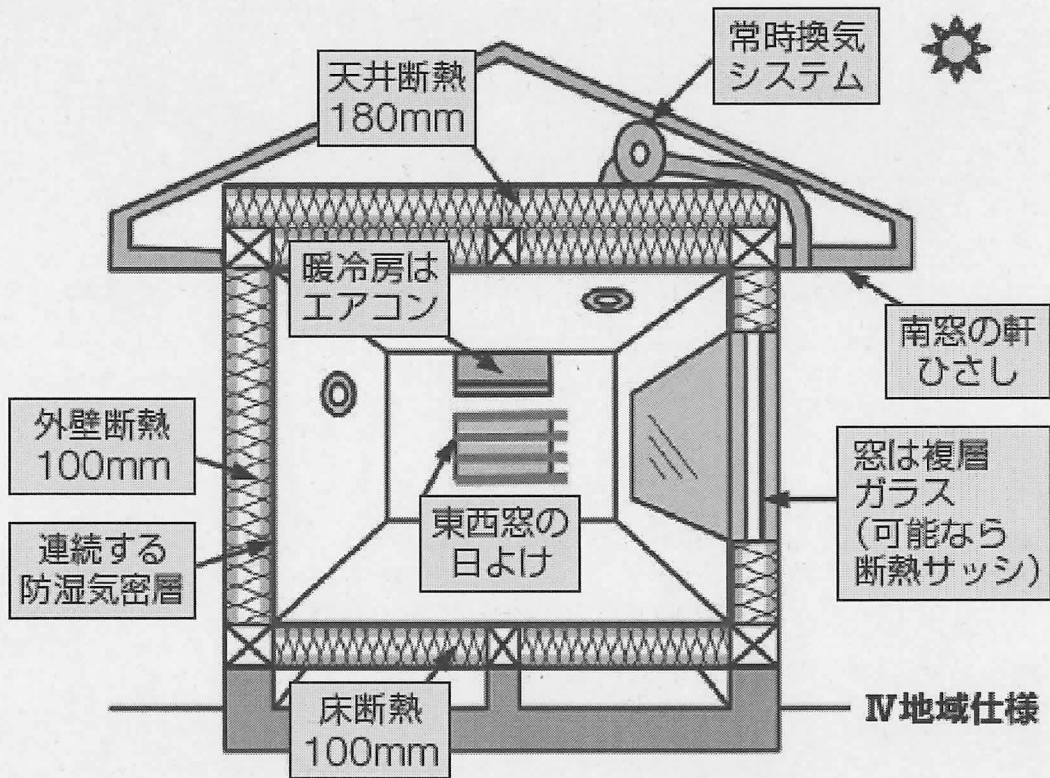 常時換気
システム
天井断熱
180mm
暖冷房は
エアコン
南窓の軒
ひさし
外壁断熱
100mm
窓は複層
ガラス
(可能なら
断熱サッシ)
東西窓の
日よけ
連続する
防湿気密層
床断熱
100mm
Ⅳ地域仕様